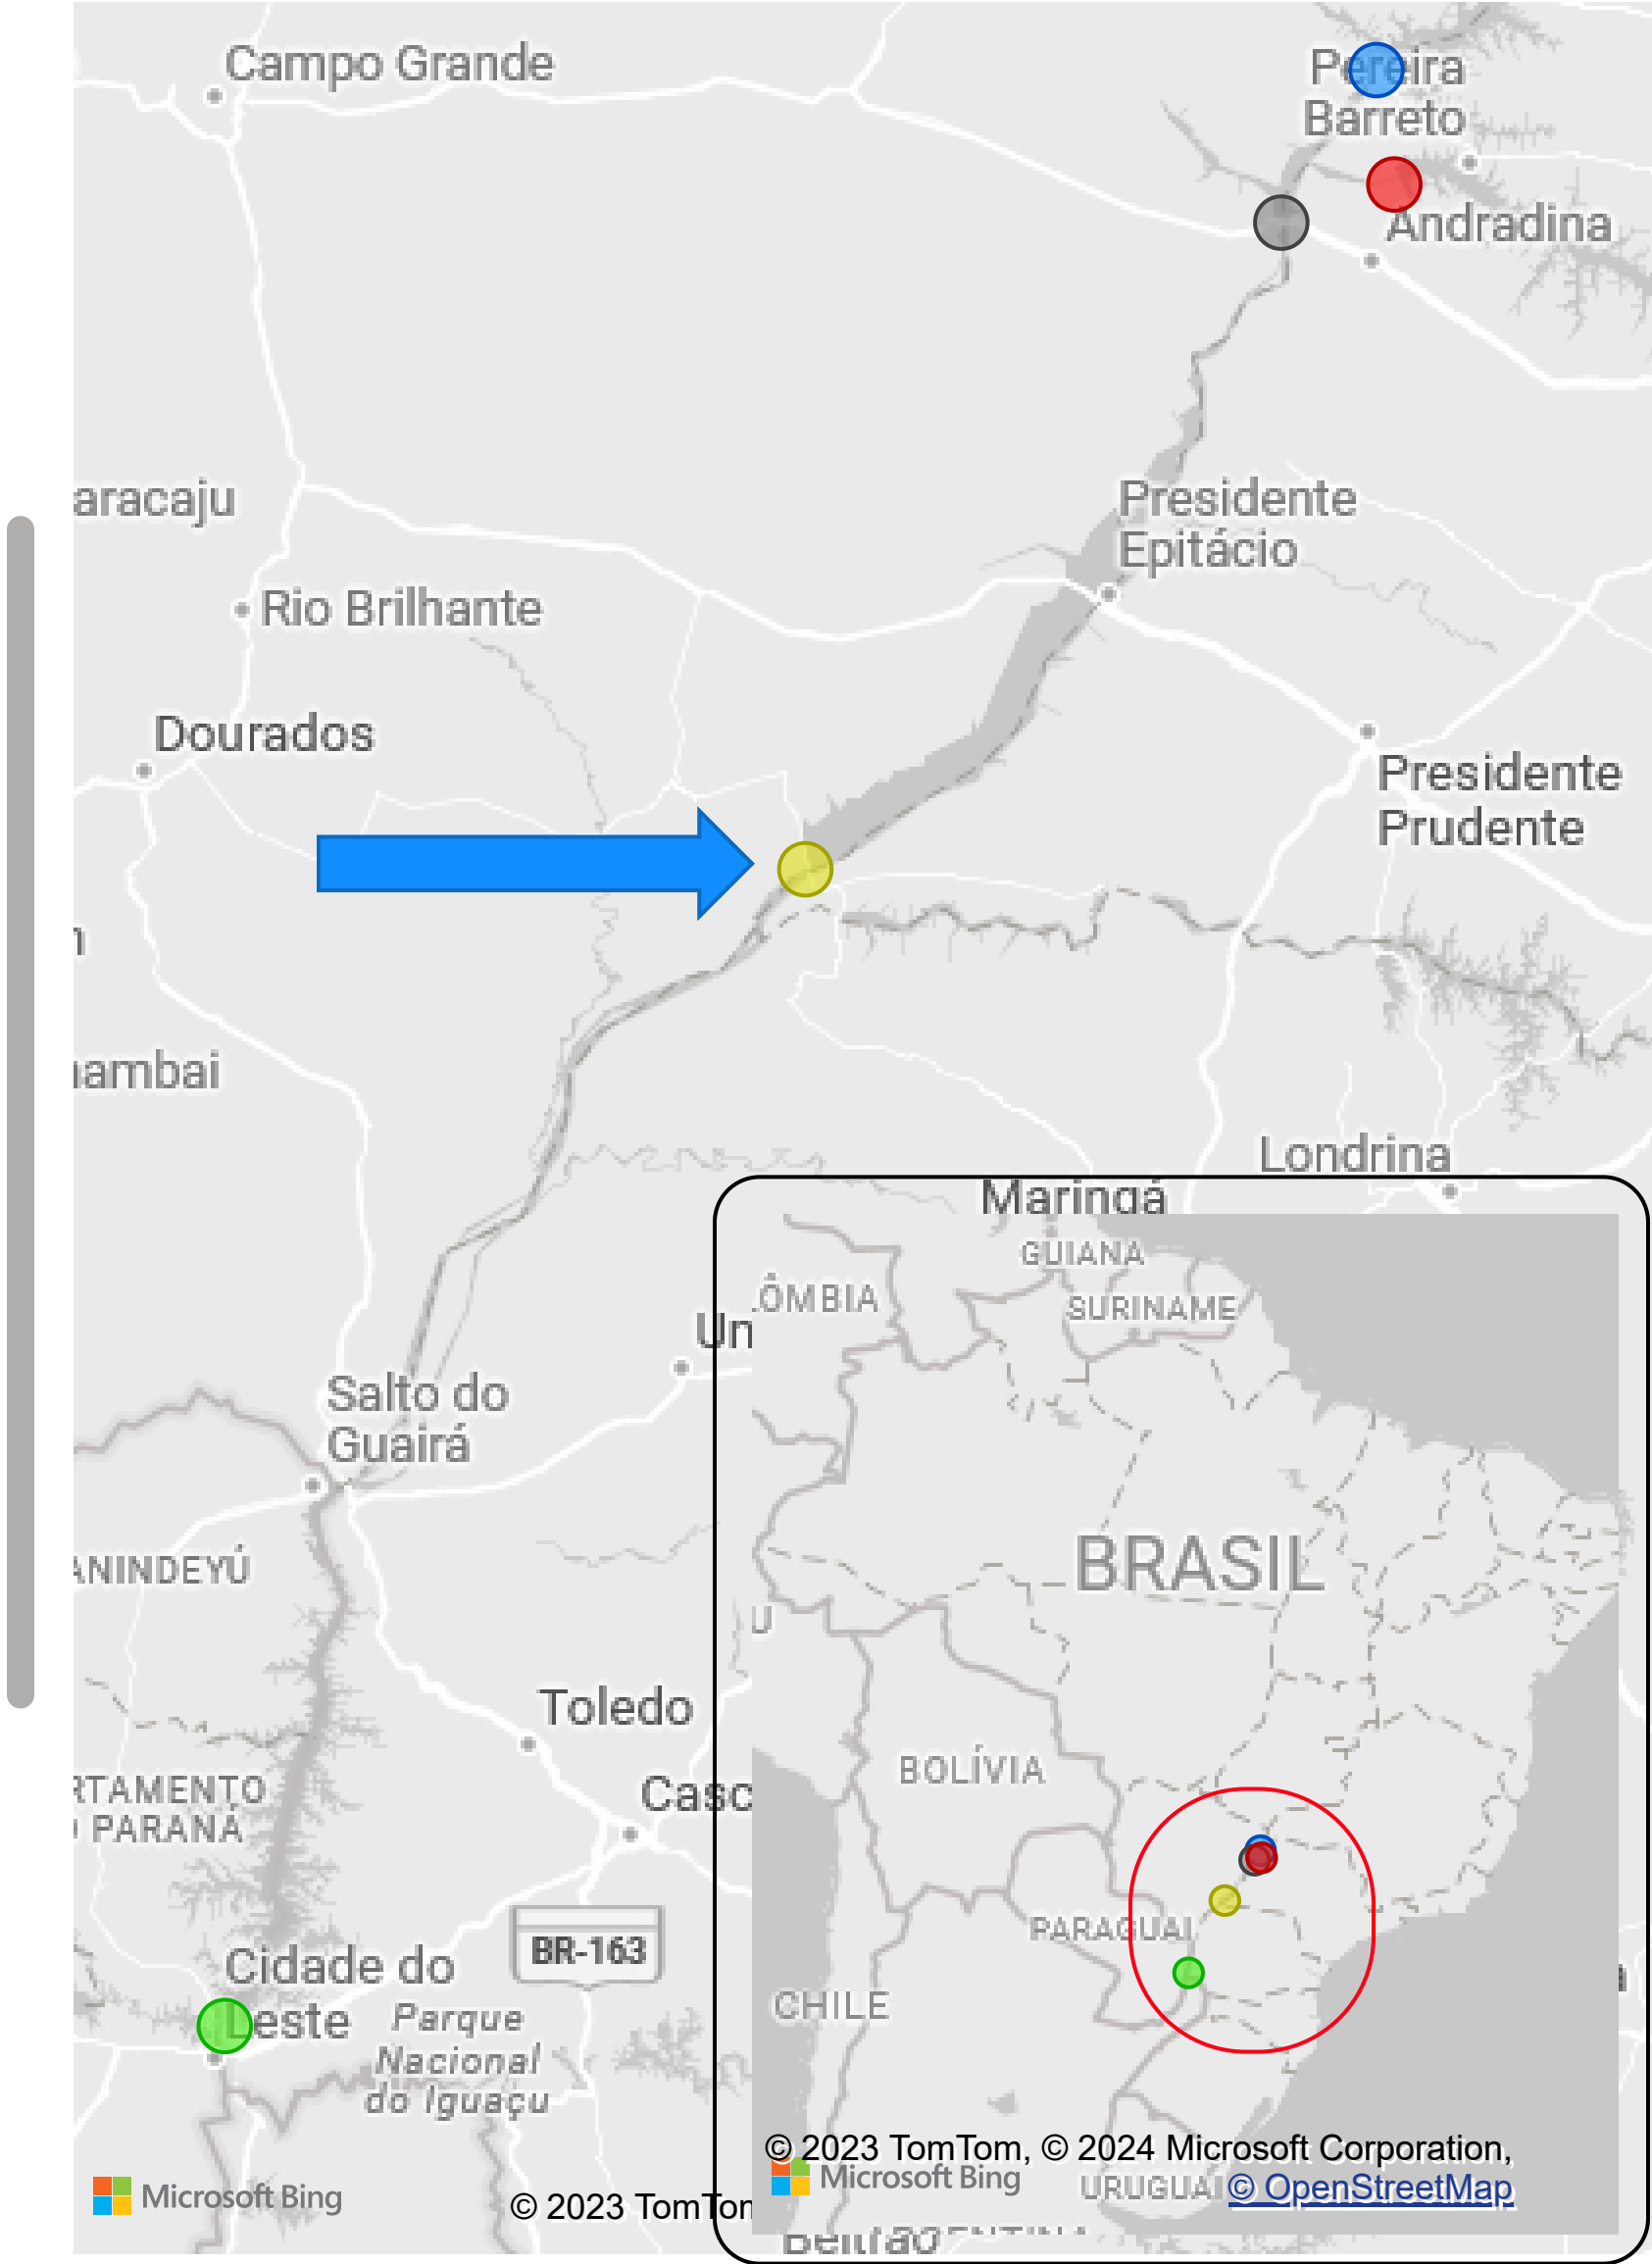 Campo Grande
Pereira
Barreto
Andradina
aracaju
Presidente
Epitácio
Rio Brilhante
Dourados
Presidente
Prudente
ambai
Londrina
Maringá
GUIANA
ÔMBIA
SURINAME
Un
Salto do
Guairá
BRASIL
ANINDEYÚ
U
Toledo
BOLÍVIA
RTAMENTO
Casc
PARANÁ
PARAGUAI
BR-163
Cidade do
Leste
CHILE
Parque
Nacional
do Iguaçu
© 2023 TomTom, © 2024 Microsoft Corporation,
Microsoft Bing
URUGUAI
© OpenStreetMap
Microsoft Bing
© 2023 TomTom
Beltrão
ARGENTINA